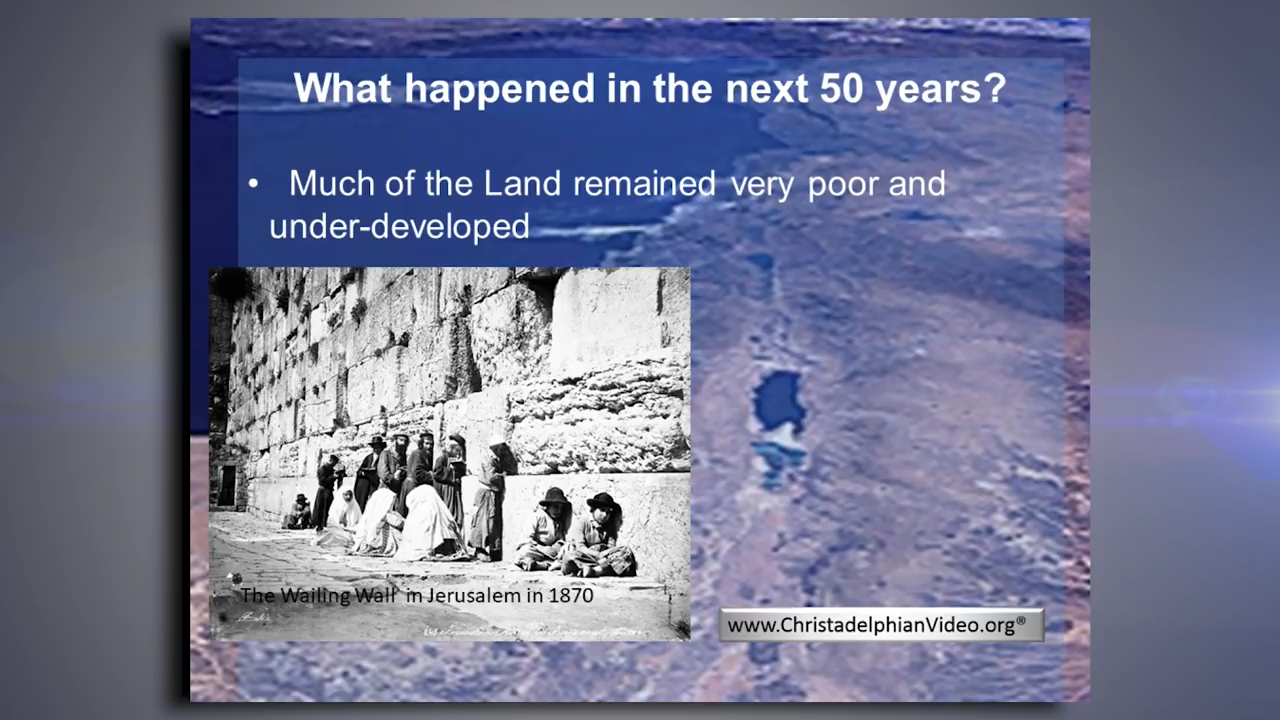 What happened in the next 50 years?
• Much of the Land remained very poor and
under-developed
The Wailing Wall in Jerusalem in 1870
www.ChristadelphianVideo.org®